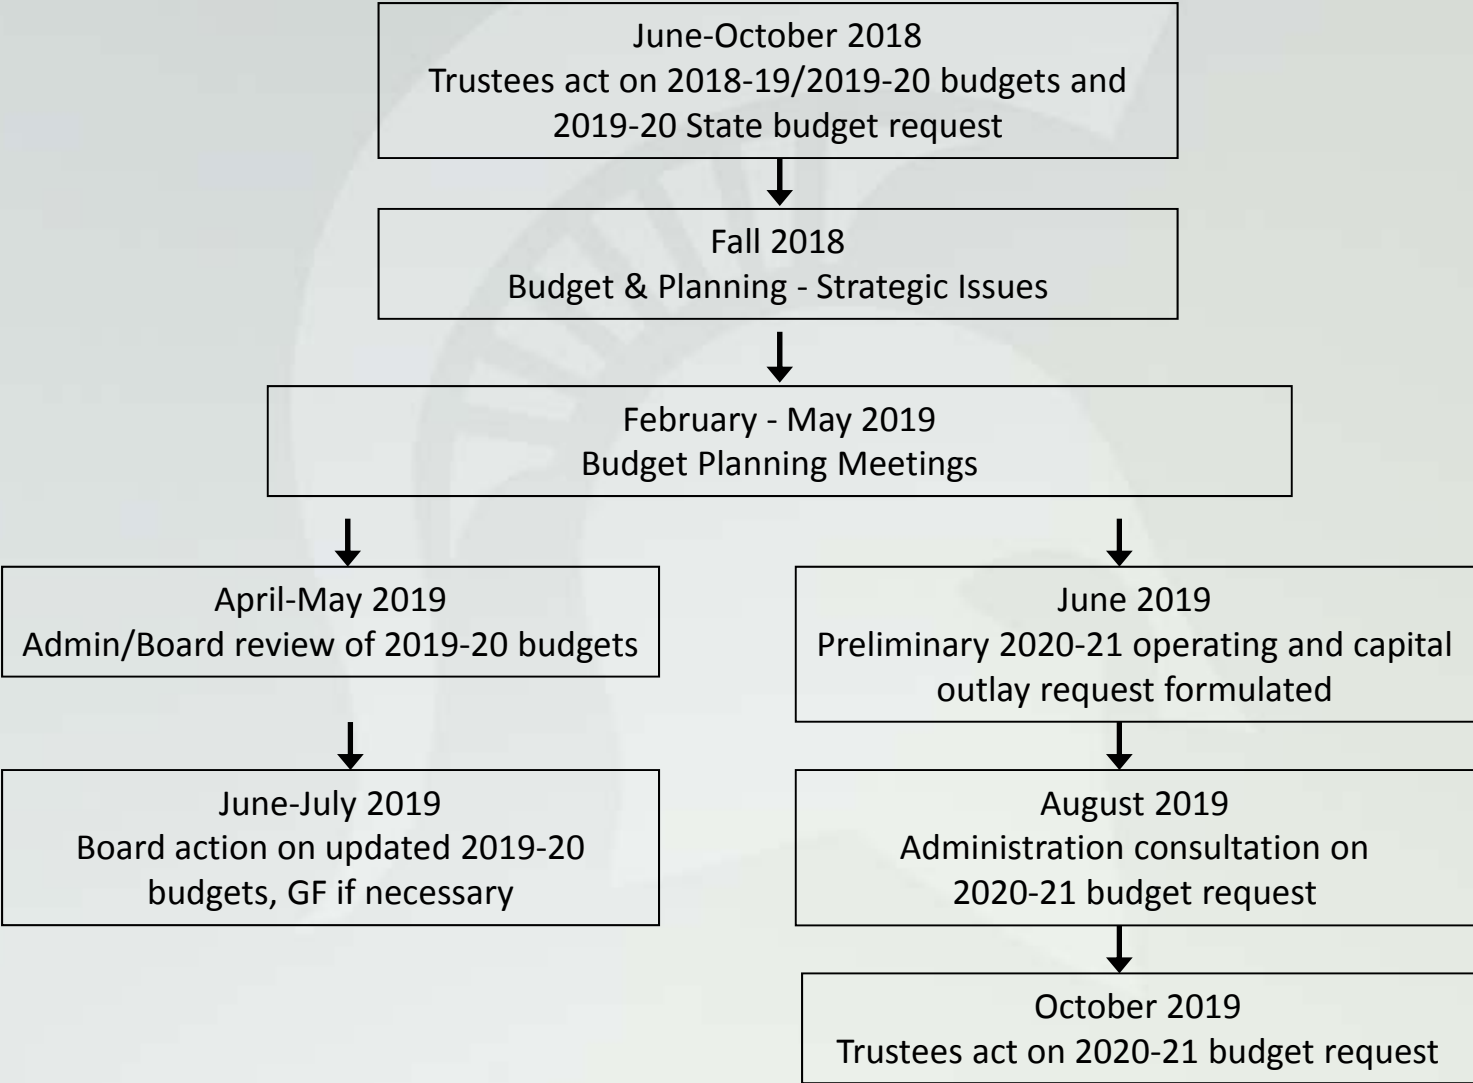 June-October 2018
Trustees act on 2018-19/2019-20 budgets and
2019-20 State budget request
Fall 2018
Budget & Planning - Strategic Issues
February - May 2019
Budget Planning Meetings
April-May 2019
Admin/Board review of 2019-20 budgets
June-July 2019
Board action on updated 2019-20
budgets, GF if necessary
June 2019
Preliminary 2020-21 operating and capital
outlay request formulated
August 2019
Administration consultation on
2020-21 budget request
October 2019
Trustees act on 2020-21 budget request